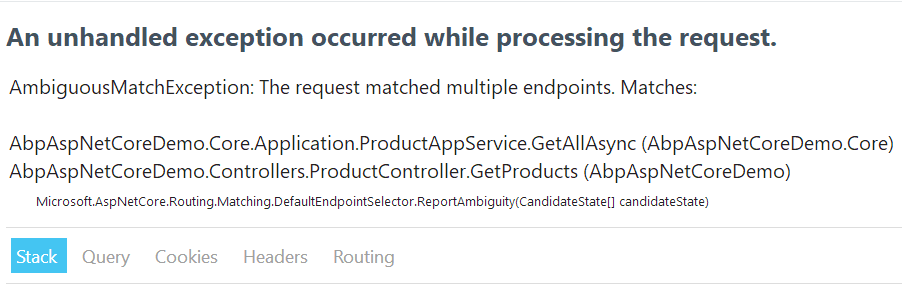 An unhandled exception occurred while processing the request.
AmbiguousMatchException: The request matched multiple endpoints. Matches:
AbpAspNetCoreDemo.Core.Application.ProductAppService.GetAllAsync (AbpAspNetCoreDemo.Core)
AbpAspNetCoreDemo.Controllers.ProductController.GetProducts (AbpAspNetCoreDemo)
Microsoft.AspNetCore.Routing.Matching.DefaultEndpointSelector.ReportAmbiguity(CandidateState[] candidateState)
Stack Query Cookies Headers Routing